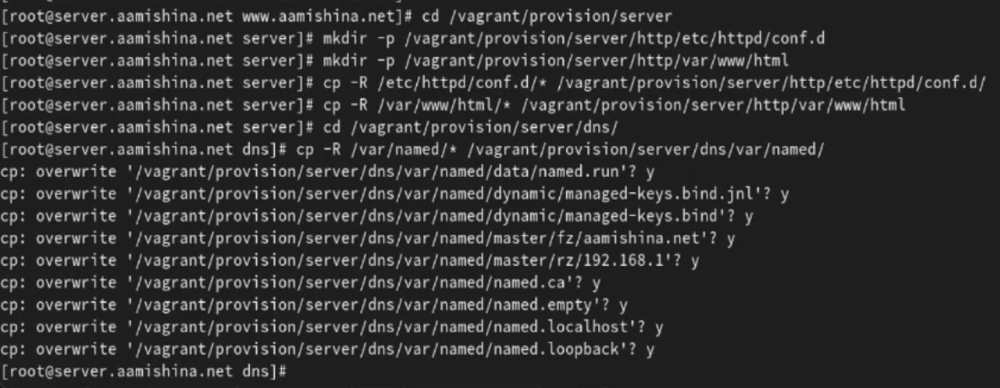 [root@server.aamishina.net www.aamishina.net]# cd /vagrant/provision/server
[root@server.aamishina.net server]# mkdir -p /vagrant/provision/server/http/etc/httpd/conf.d
[root@server.aamishina.net server]# mkdir -p /vagrant/provision/server/http/var/www/html
[root@server.aamishina.net server]# cp -R /etc/httpd/conf.d/* /vagrant/provision/server/http/etc/httpd/conf.d/
[root@server.aamishina.net server]# cp -R /var/www/html/* /vagrant/provision/server/http/var/www/html
[root@server.aamishina.net server]# cd /vagrant/provision/server/dns/
[root@server.aamishina.net dns]# cp -R /var/named/* /vagrant/provision/server/dns/var/named/
cp: overwrite '/vagrant/provision/server/dns/var/named/data/named.run'? y
cp: overwrite '/vagrant/provision/server/dns/var/named/dynamic/managed-keys.bind.jnl'? y
cp: overwrite '/vagrant/provision/server/dns/var/named/dynamic/managed-keys.bind'? y
cp: overwrite '/vagrant/provision/server/dns/var/named/master/fz/aamishina.net'? y
cp: overwrite '/vagrant/provision/server/dns/var/named/master/rz/192.168.1'? y
cp: overwrite '/vagrant/provision/server/dns/var/named/named.ca'? y
cp: overwrite '/vagrant/provision/server/dns/var/named/named.empty'? y
cp: overwrite '/vagrant/provision/server/dns/var/named/named.localhost'? y
cp: overwrite '/vagrant/provision/server/dns/var/named/named.loopback'? y
[root@server.aamishina.net dns]#